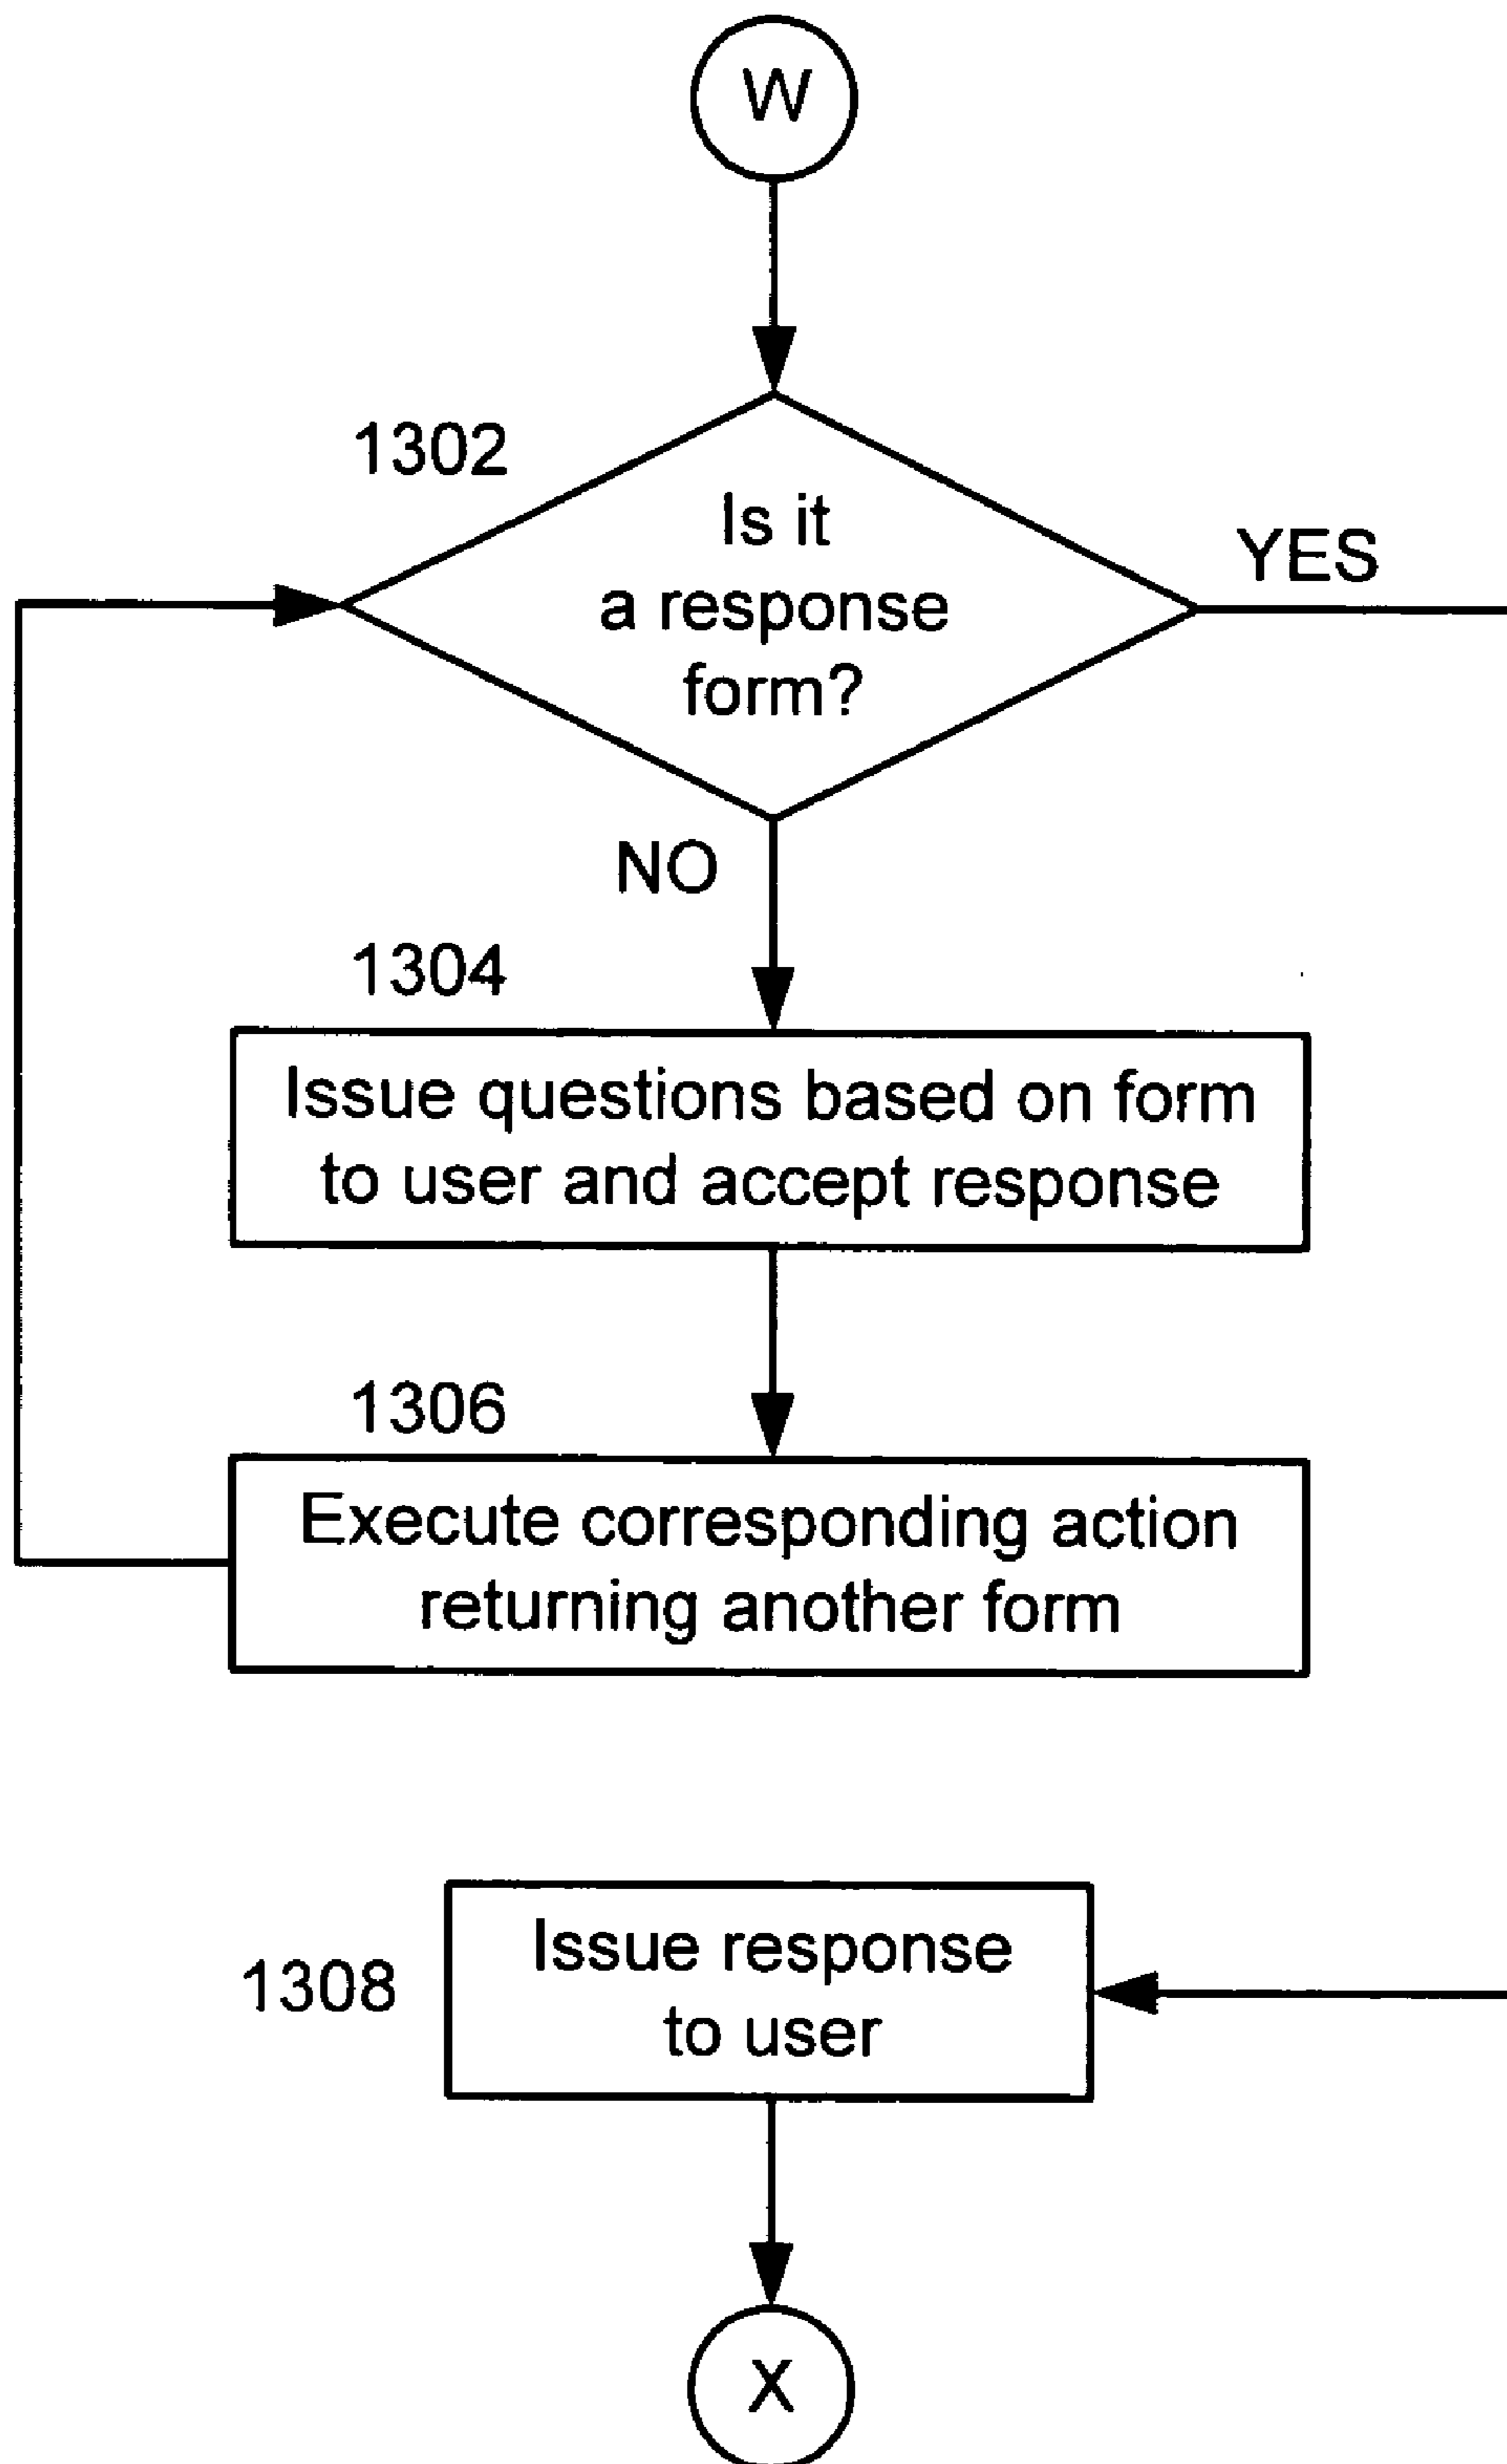 W
1302
Is it
a response
form?
YES
NO
1304
Issue questions based on form
to user and accept response
1306
Execute corresponding action
returning another form
1308
Issue response
to user
X